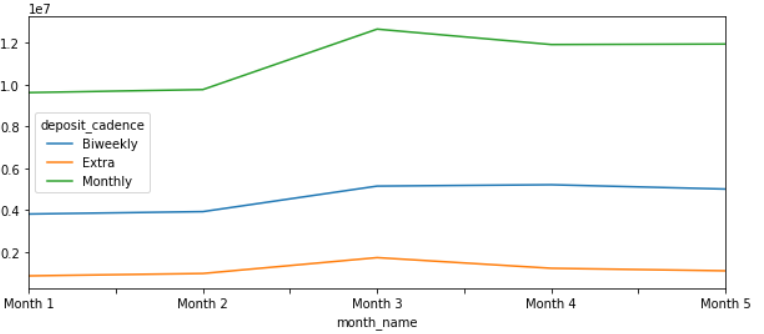 1e7
1.2
1.0
0.8
0.6
0.4
0.2
deposit_cadence
Biweekly
Extra
Monthly
Month 1 Month 2 Month 3 Month 4 Month 5
month_name